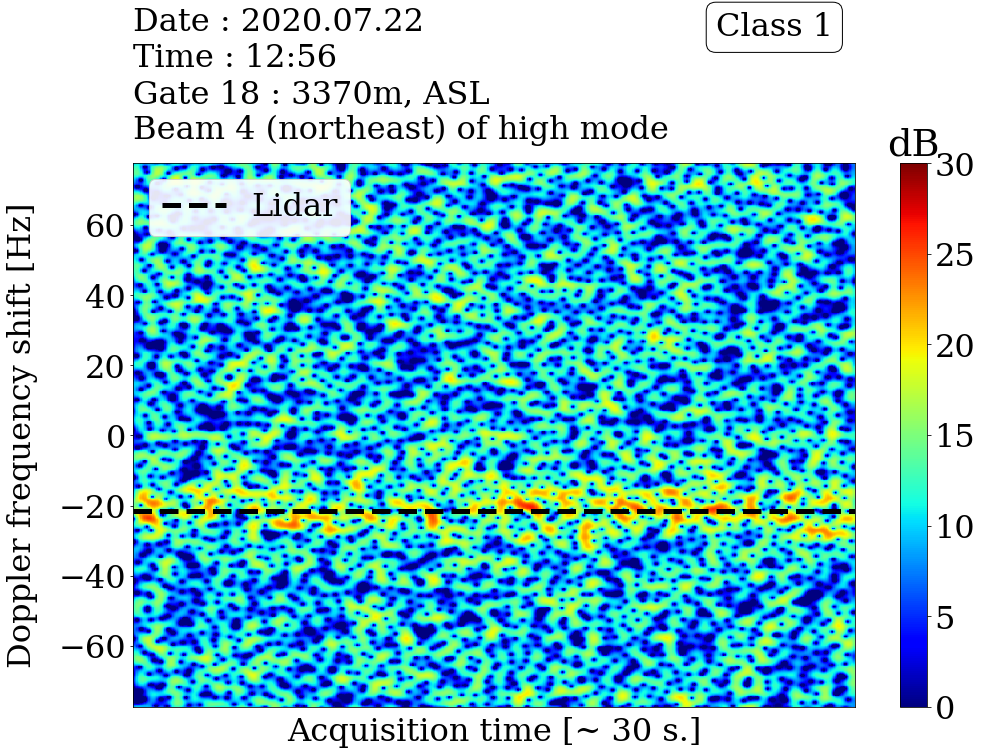 Date : 2020.07.22
Time : 12:56
Gate 18 : 3370m, ASL
Beam 4 (northeast) of high mode
Class 1
dB
30
25
20
15
10
5
0
Lidar
Doppler frequency shift [Hz]
60
40
20
0
−20
−40
−60
Acquisition time [~ 30 s.]